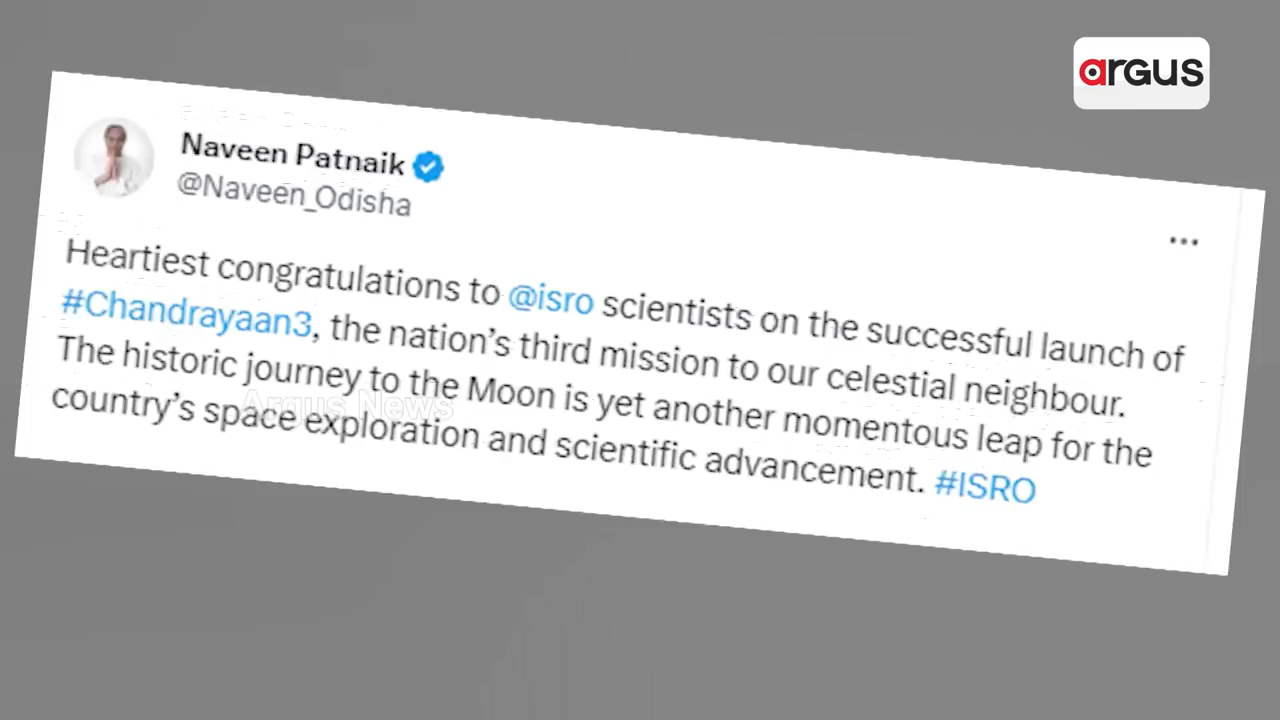 argus
Naveen Patnaik
@Naveen_Odisha
Heartiest congratulations to @isro scientists on the successful launch of
#Chandrayaan3, the nation’s third mission to our celestial neighbour.
The historic journey to the Moon is yet another momentous leap for the
country’s space exploration and scientific advancement. #ISRO
Argus News